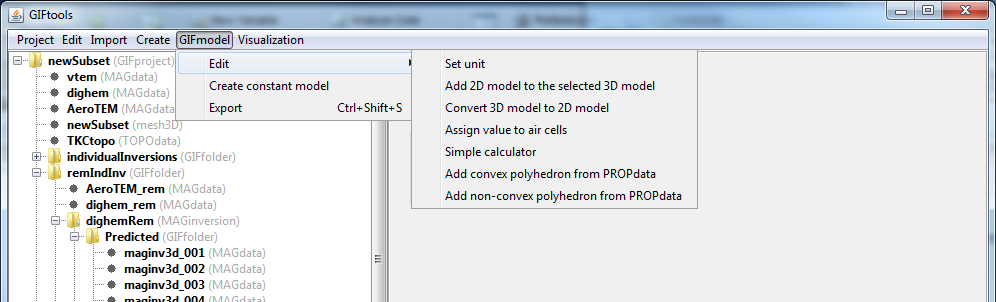 GIFtools
Project Edit Import Create GIFmodel Visualization
newSubset (GIFproject)
vtem (MAGdata)
dighem (MAGdata)
AeroTEM (MAGdata)
newSubset (mesh3D)
TKCtopo (TOPOdata)
individualInversions (GIFfolder)
remIndInv (GIFfolder)
AeroTEM_rem (MAGdata)
dighem_rem (MAGdata)
dighemRem (MAGinversion)
Predicted (GIFfolder)
maginv3d_001 (MAGdata)
maginv3d_002 (MAGdata)
maginv3d_003 (MAGdata)
maginv3d_004 (MAGdata)
Edit
Create constant model
Export Ctrl+Shift+S
Set unit
Add 2D model to the selected 3D model
Convert 3D model to 2D model
Assign value to air cells
Simple calculator
Add convex polyhedron from PROPdata
Add non-convex polyhedron from PROPdata